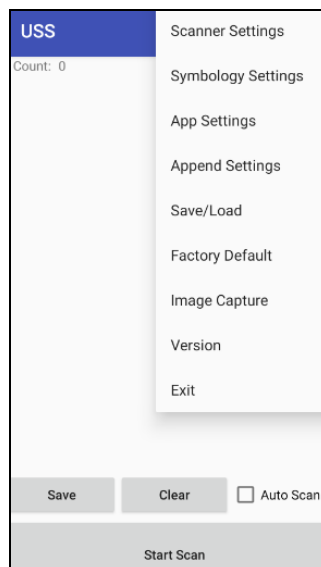 USS
Count: 0
Scanner Settings
Symbology Settings
App Settings
Append Settings
Save/Load
Factory Default
Image Capture
Version
Exit
Save Clear Auto Scan
Start Scan